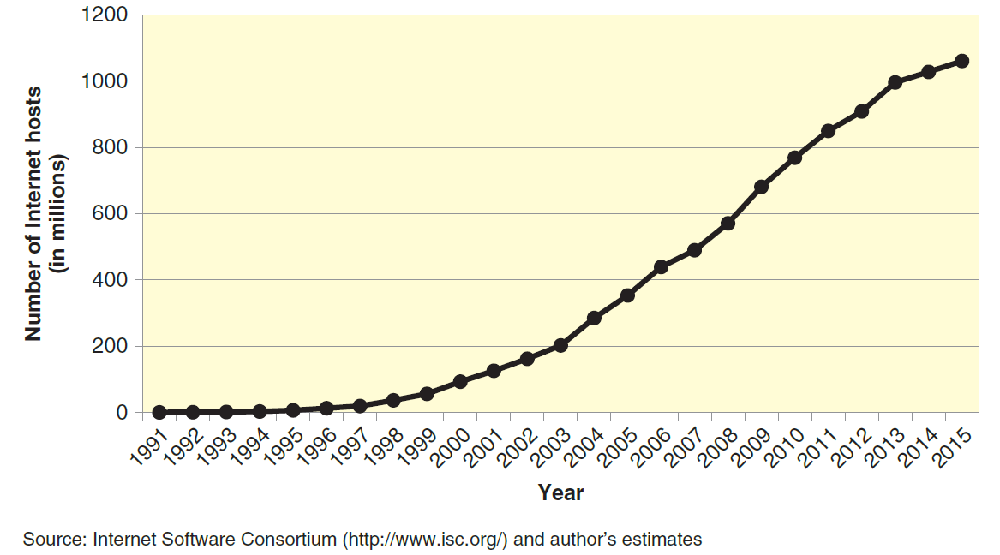 1200
1000
800
600
400
200
0
Number of Internet hosts
(in millions)
1991 1992 1993 1994 1995 1996 1997 1998 1999 2000 2001 2002 2003 2004 2005 2006 2007 2008 2009 2010 2011 2012 2013 2014 2015
Year
Source: Internet Software Consortium (http://www.isc.org/) and author’s estimates